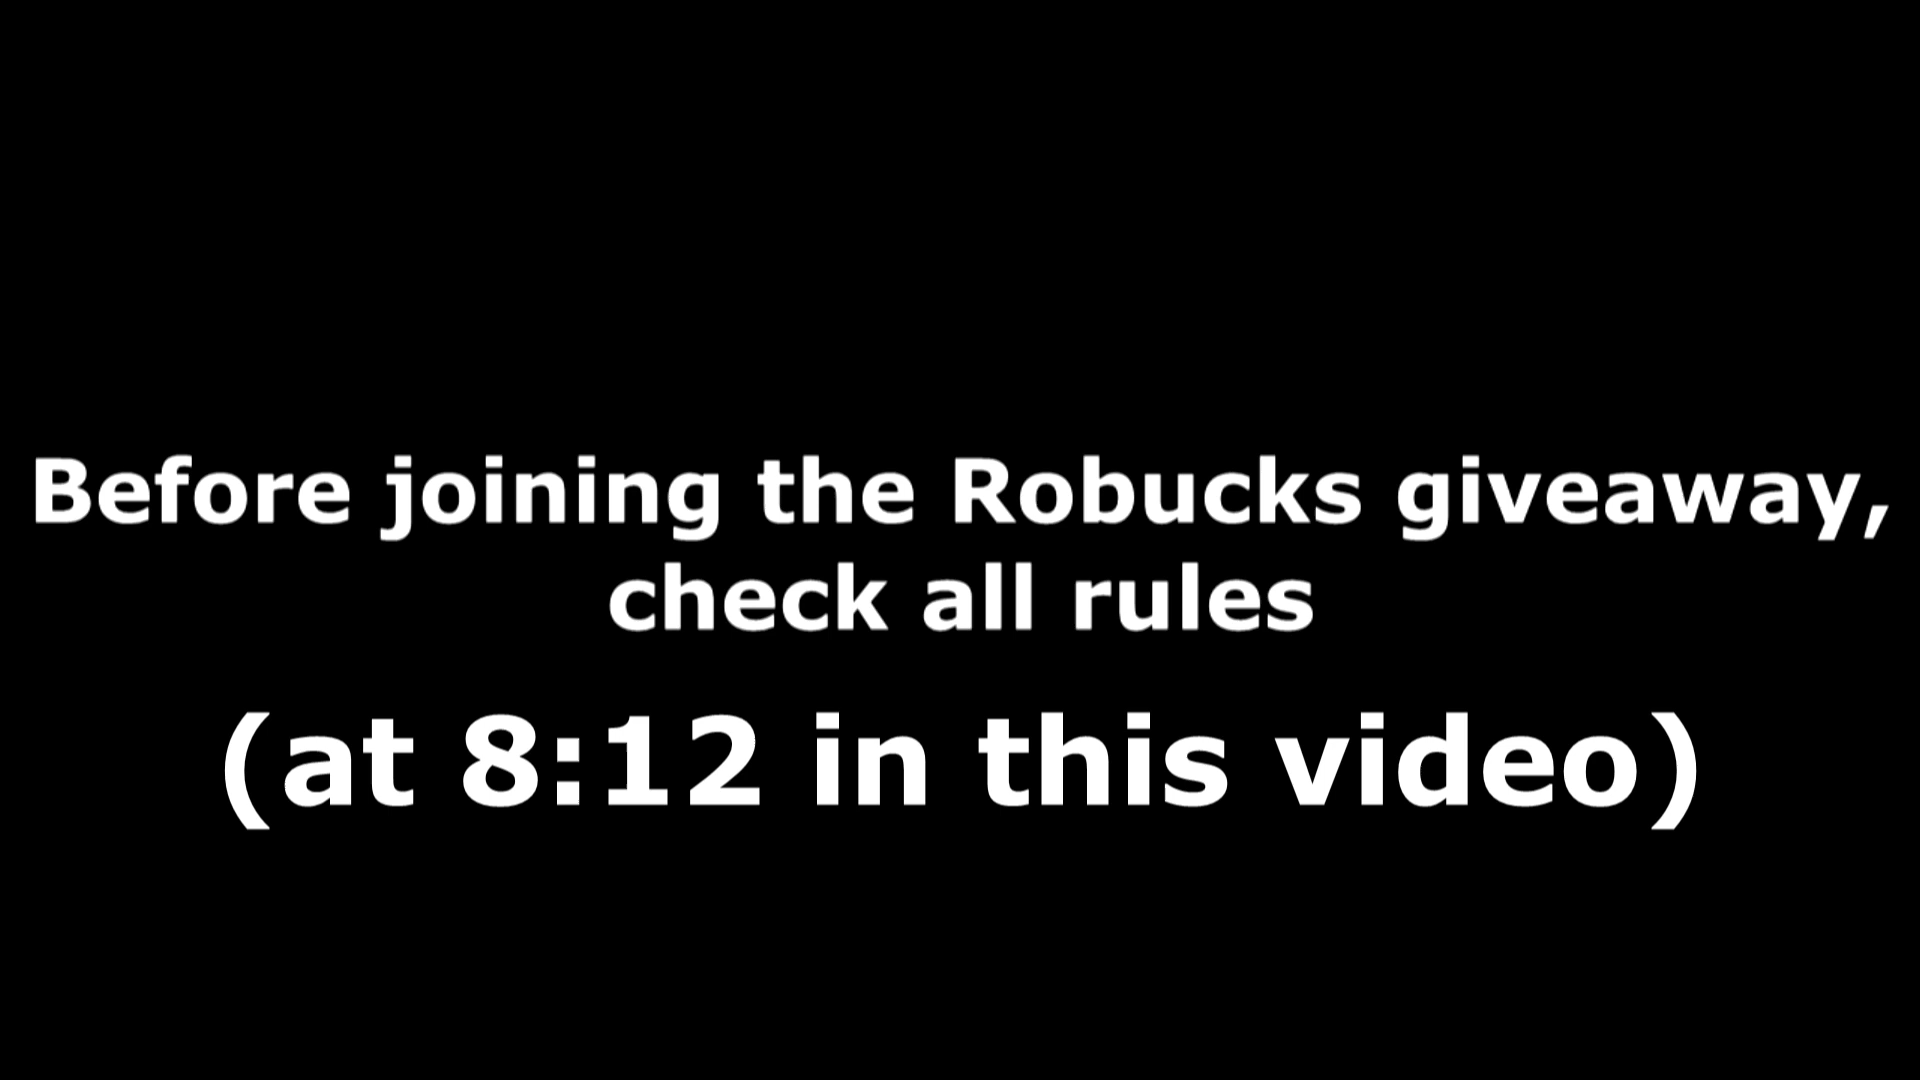 Before joining the Robucks giveaway,
check all rules
(at 8:12 in this video)